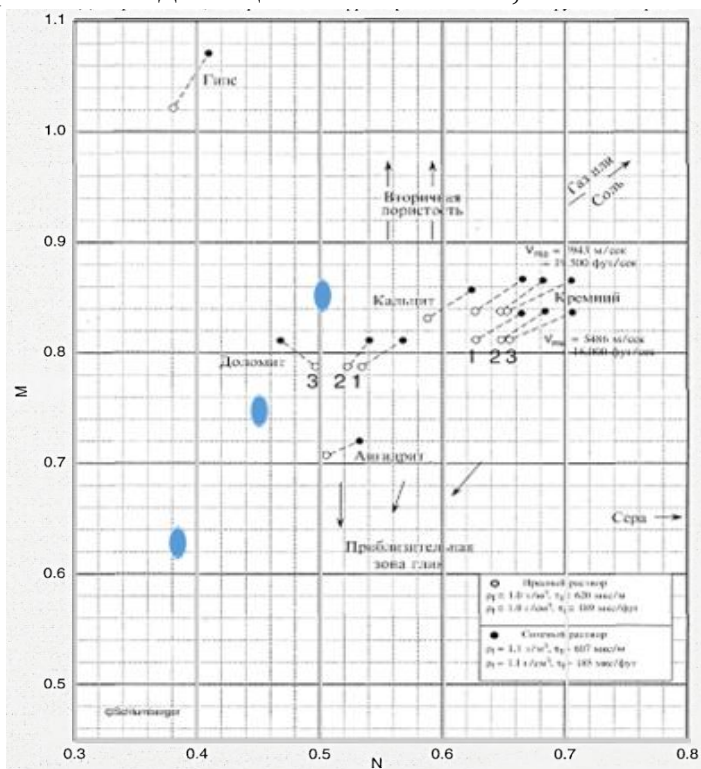 1.1
Гипс
1.0
Газ или
Соль
Вторичная
пористость
0.9
Кальцит
Кремний
0.8
Доломит
3 2 1
1 2 3
M
0.7
Ангидрит
Сера
Приблизительная
зона глин
0.6
Пресный раствор
Соленый раствор
0.5
©Schlumberger
0.3 0.4 0.5 0.6 0.7 0.8
N